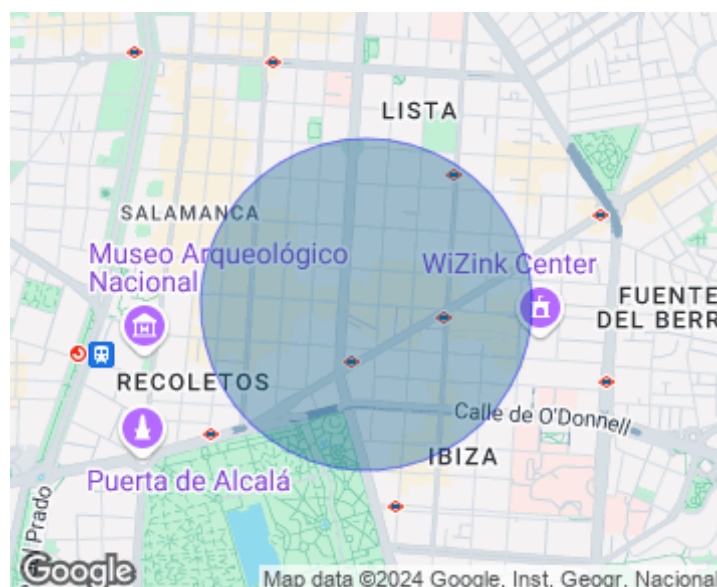 LISTA
SALAMANCA
Museo Arqueológico
Nacional
WiZink Center
FUENTE
DEL BERR
RECOLETOS
Calle de O'Donnell
IBIZA
Puerta de Alcalá
l Prado
Google
Map data ©2024 Google, Inst. Geogr. Nacional